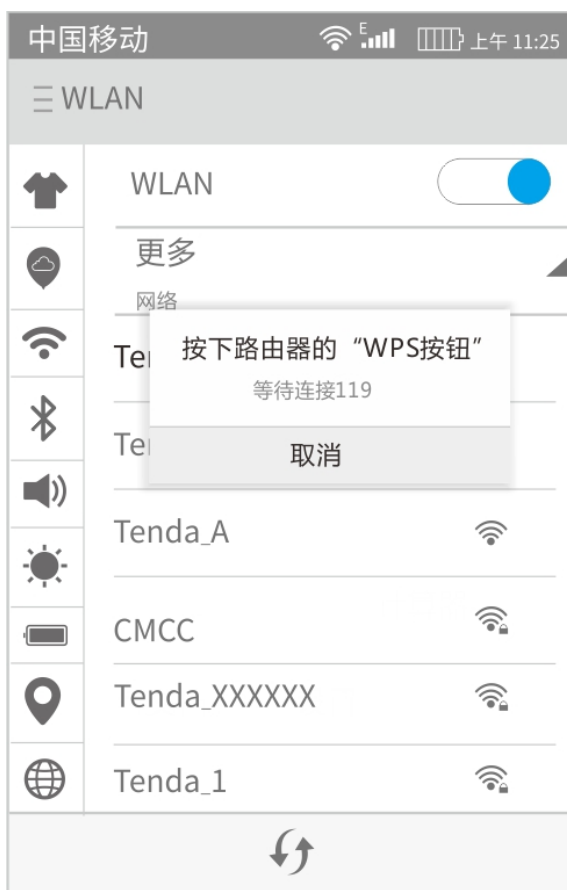 中国移动
E
上午 11:25
WLAN
WLAN
更多
网络
按下路由器的“WPS按钮”
等待连接119
取消
Te
Te
Tenda_A
CMCC
Tenda_XXXXXX
Tenda_1